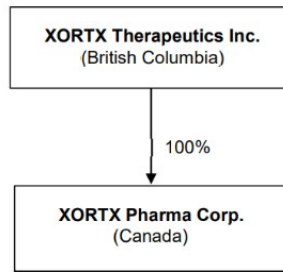 XORTX Therapeutics Inc.
(British Columbia)
100%
XORTX Pharma Corp.
(Canada)